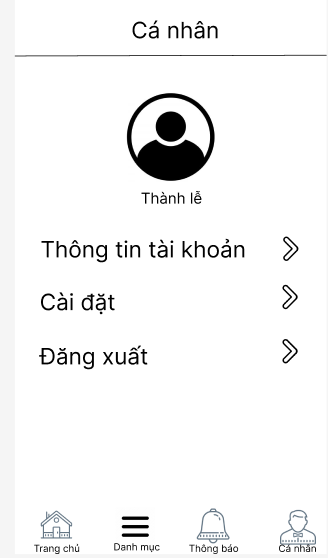 Cá nhân
Thành lễ
Thông tin tài khoản
Cài đặt
Đăng xuất
Trang chủ
Danh mục
Thông báo
Cá nhân